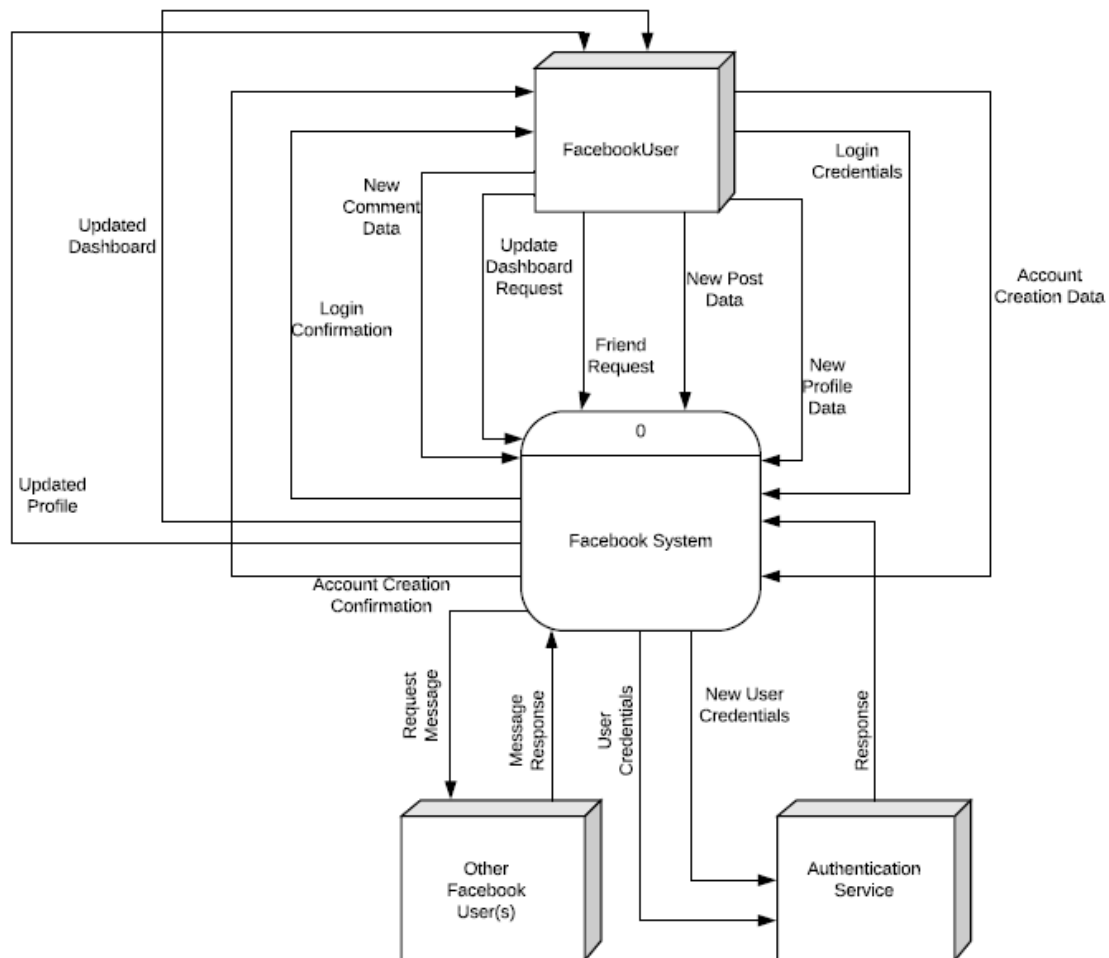 FacebookUser
Login
Credentials
New
Comment
Data
Updated
Dashboard
Update
Dashboard
Request
New Post
Data
Account
Creation Data
Login
Confirmation
Friend
Request
New
Profile
Data
0
Updated
Profile
Facebook System
Account Creation
Confirmation
Request
Message
Message
Response
User
Credentials
New User
Credentials
Response
Other
Facebook
User(s)
Authentication
Service